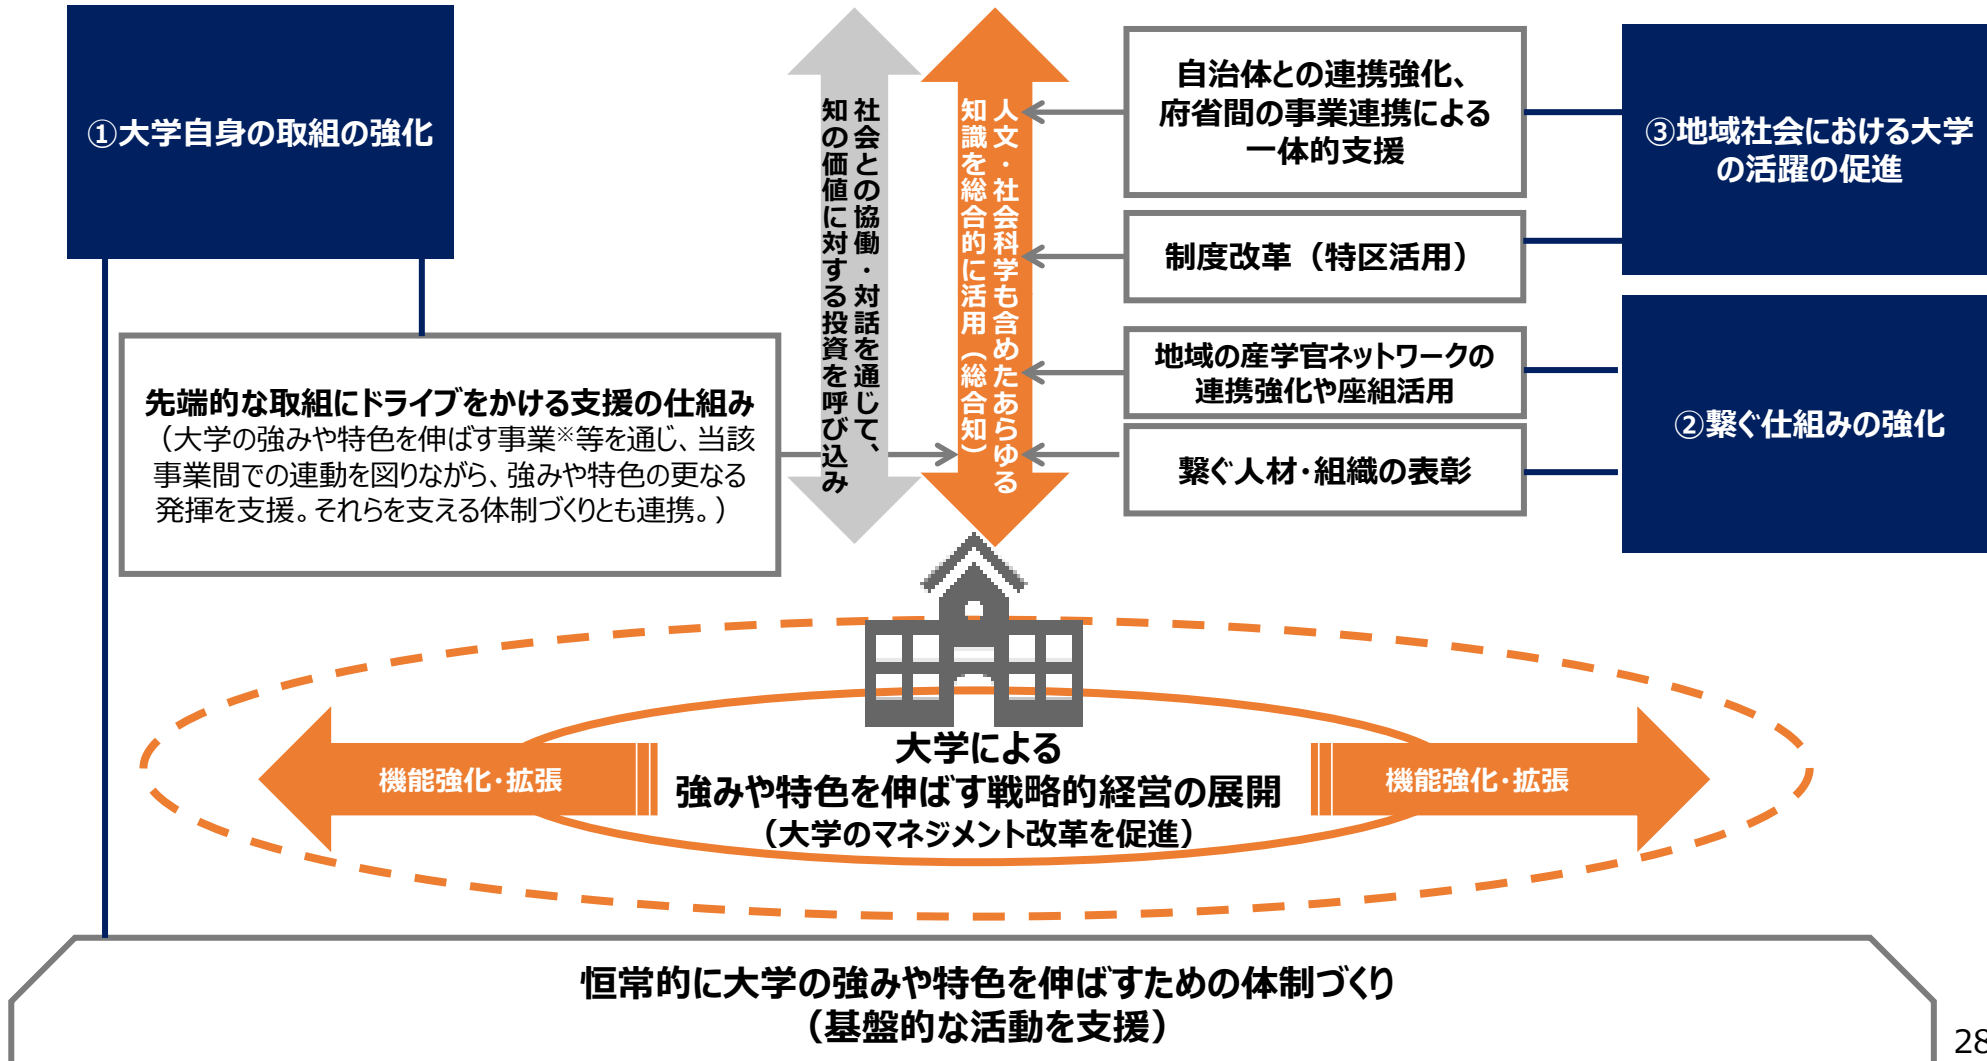 ①大学自身の取組の強化
先端的な取組にドライブをかける支援の仕組み
（大学の強みや特色を伸ばす事業※等を通じ、当該
事業間での連動を図りながら、強みや特色の更なる
発揮を支援。それらを支える体制づくりとも連携。）
社会との協働・対話を通じて、
知の価値に対する投資を呼び込み
人文・社会科学も含めたあらゆる
知識を総合的に活用（総合知）
自治体との連携強化、
府省間の事業連携による
一体的支援
制度改革（特区活用）
地域の産学官ネットワークの
連携強化や座組活用
繋ぐ人材・組織の表彰
③地域社会における大学
の活躍の促進
②繋ぐ仕組みの強化
機能強化・拡張
大学による
強みや特色を伸ばす戦略的経営の展開
（大学のマネジメント改革を促進）
機能強化・拡張
恒常的に大学の強みや特色を伸ばすための体制づくり
（基盤的な活動を支援）
28